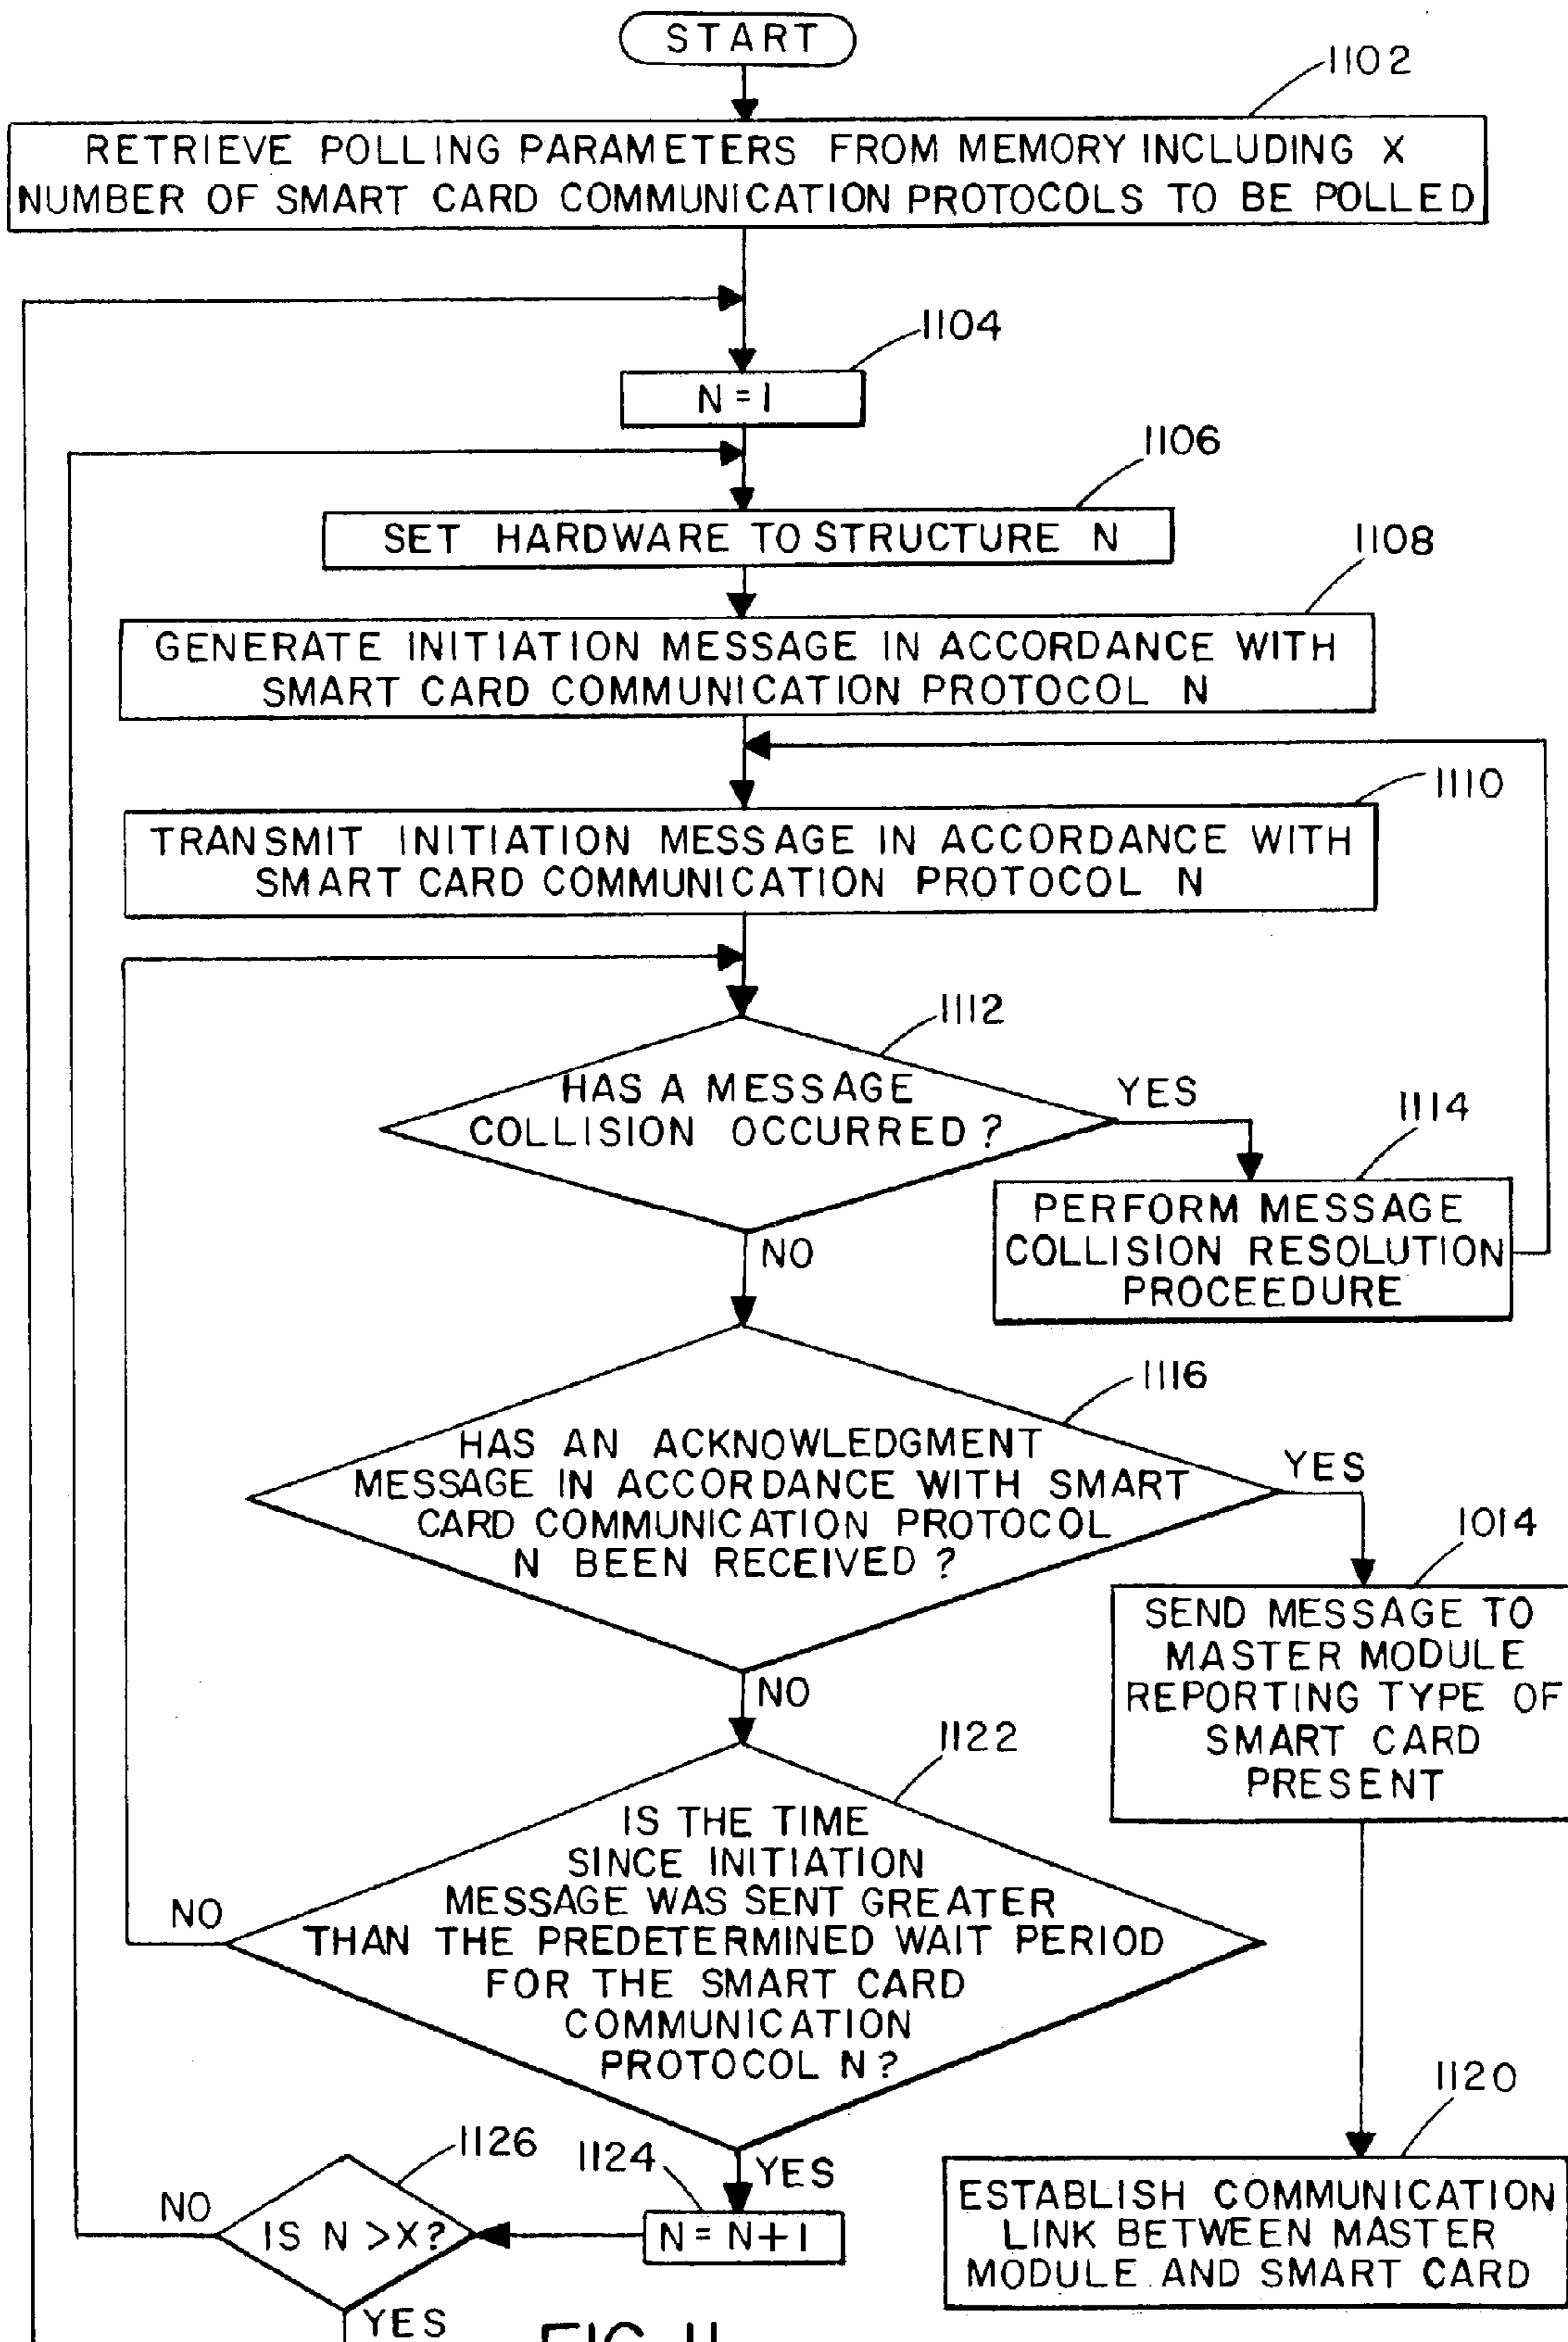 START
1102
RETRIEVE POLLING PARAMETERS FROM MEMORY INCLUDING X
NUMBER OF SMART CARD COMMUNICATION PROTOCOLS TO BE POLLED
1104
N = 1
1106
SET HARDWARE TO STRUCTURE N
1108
GENERATE INITIATION MESSAGE IN ACCORDANCE WITH
SMART CARD COMMUNICATION PROTOCOL N
1110
TRANSMIT INITIATION MESSAGE IN ACCORDANCE WITH
SMART CARD COMMUNICATION PROTOCOL N
1112
HAS A MESSAGE
COLLISION OCCURRED ?
YES
1114
PERFORM MESSAGE
COLLISION RESOLUTION
PROCEEDURE
NO
1116
HAS AN ACKNOWLEDGMENT
MESSAGE IN ACCORDANCE WITH SMART
CARD COMMUNICATION PROTOCOL
N BEEN RECEIVED ?
YES
1014
SEND MESSAGE TO
MASTER MODULE
REPORTING TYPE OF
SMART CARD
PRESENT
NO
1122
IS THE TIME
SINCE INITIATION
MESSAGE WAS SENT GREATER
THAN THE PREDETERMINED WAIT PERIOD
FOR THE SMART CARD
COMMUNICATION
PROTOCOL N ?
NO
YES
1120
ESTABLISH COMMUNICATION
LINK BETWEEN MASTER
MODULE AND SMART CARD
1124
N = N+1
1126
IS N >X?
NO
YES
FIG. 11